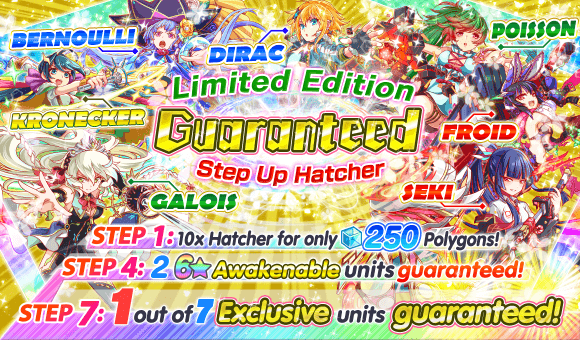 BERNOULLI
DIRAC
POISSON
Limited Edition
KRONECKER
Guaranteed
FROID
Step Up Hatcher
SEKI
GALOIS
STEP 1: 10x Hatcher for only 250 Polygons!
STEP 4: 2 6★ Awakenable units guaranteed!
STEP 7: 1 out of 7 Exclusive units guaranteed!